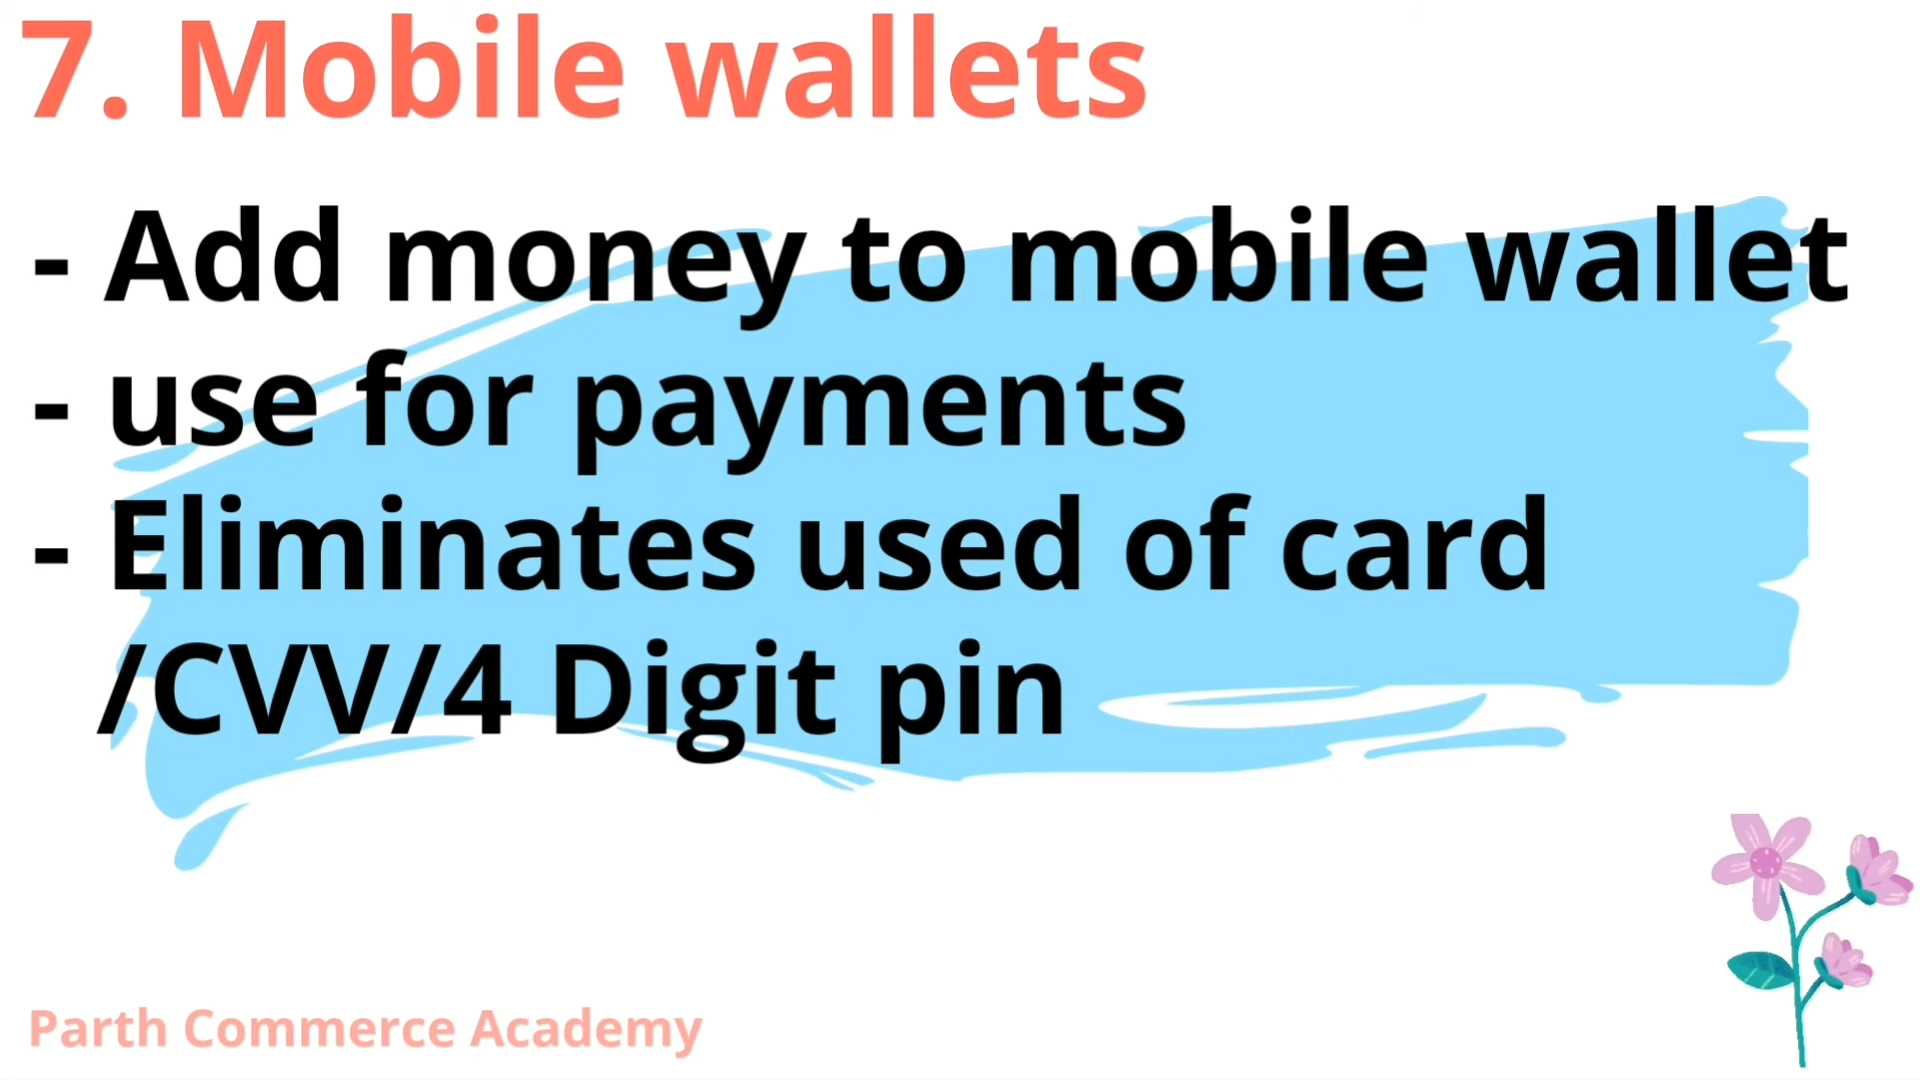 7. Mobile wallets
- Add money to mobile wallet
- use for payments
- Eliminates used of card
/CVV/4 Digit pin
Parth Commerce Academy